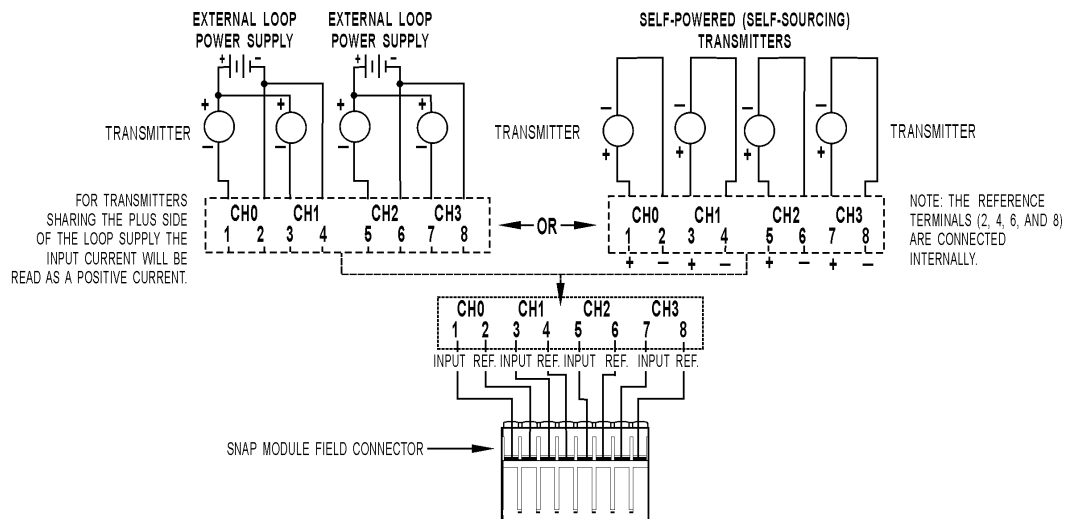 EXTERNAL LOOP
POWER SUPPLY
+ −
EXTERNAL LOOP
POWER SUPPLY
+ −
SELF-POWERED (SELF-SOURCING)
TRANSMITTERS
+ + + +
− − − −
TRANSMITTER
− − − −
+ + + +
TRANSMITTER
TRANSMITTER
FOR TRANSMITTERS
SHARING THE PLUS SIDE
OF THE LOOP SUPPLY THE
INPUT CURRENT WILL BE
READ AS A POSITIVE CURRENT.
CH0 CH1 CH2 CH3
1 2 3 4 5 6 7 8
OR
CH0 CH1 CH2 CH3
1 2 3 4 5 6 7 8
+ − + − + − + −
NOTE: THE REFERENCE
TERMINALS (2, 4, 6, AND 8)
ARE CONNECTED
INTERNALLY.
CH0 CH1 CH2 CH3
1 2 3 4 5 6 7 8
INPUT REF. INPUT REF. INPUT REF. INPUT REF.
SNAP MODULE FIELD CONNECTOR